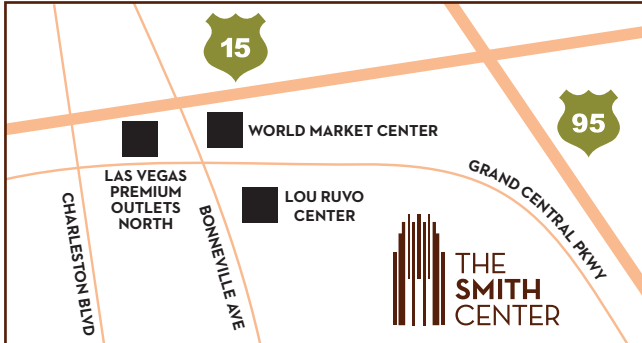 15
95
WORLD MARKET CENTER
LAS VEGAS
PREMIUM
OUTLETS
NORTH
LOU RUVO
CENTER
CHARLESTON BLVD
BONNEVILLE AVE
GRAND CENTRAL PKWY
THE
SMITH
CENTER